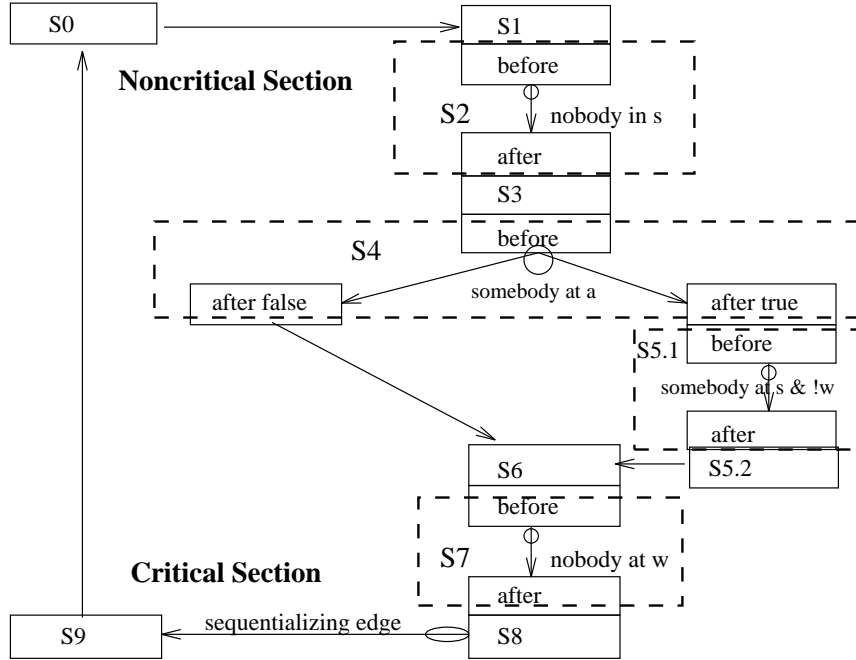 S0
S1
before
Noncritical Section
S2
nobody in s
after
S3
before
S4
somebody at a
after false
after true
S5.1
before
somebody at s & !w
after
S6
S5.2
before
S7
nobody at w
Critical Section
after
sequentializing edge
S9
S8